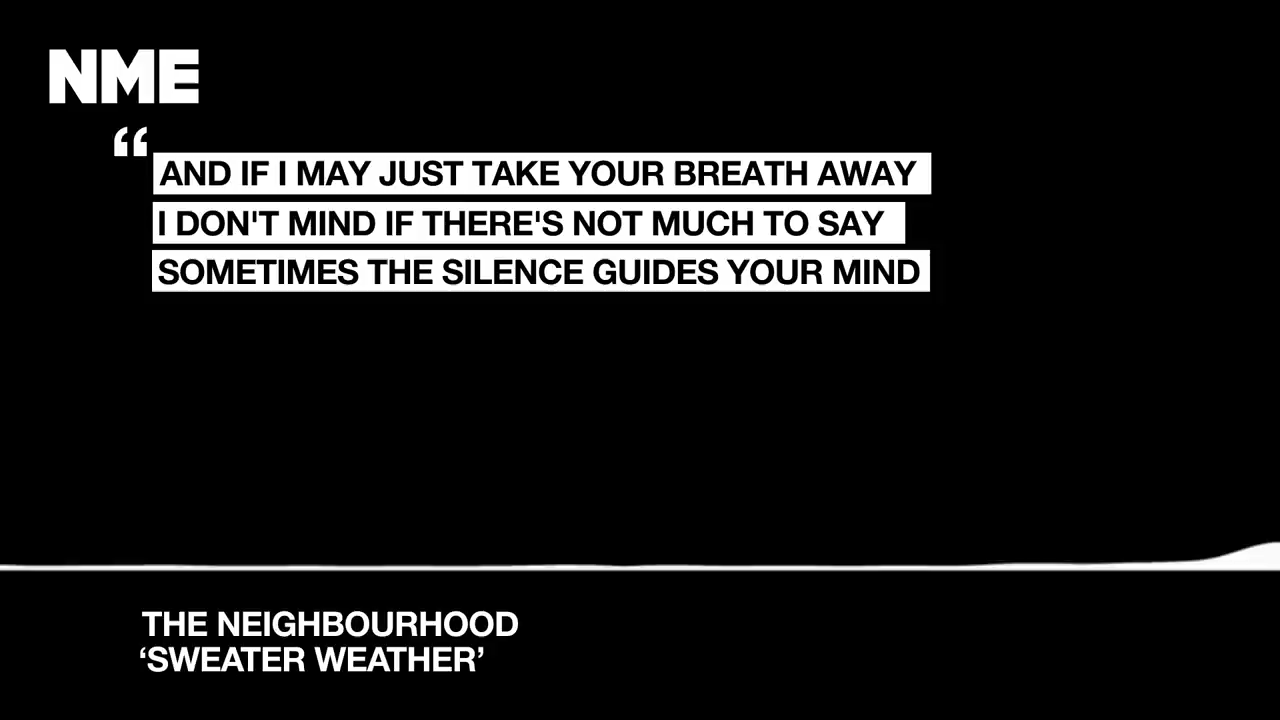 NME
“
AND IF I MAY JUST TAKE YOUR BREATH AWAY
I DON'T MIND IF THERE'S NOT MUCH TO SAY
SOMETIMES THE SILENCE GUIDES YOUR MIND
THE NEIGHBOURHOOD
‘SWEATER WEATHER’